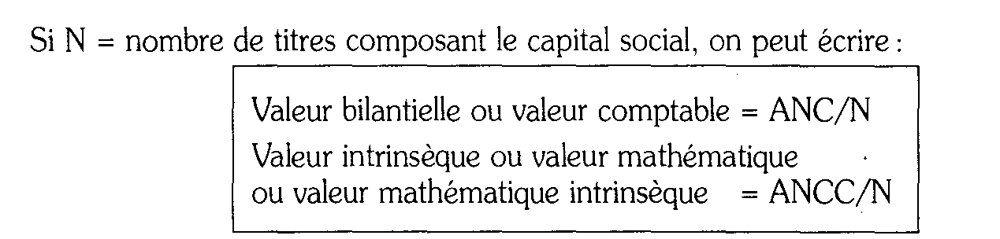 Si N = nombre de titres composant le capital social, on peut écrire :
Valeur bilantielle ou valeur comptable = ANC/N
Valeur intrinsèque ou valeur mathématique
ou valeur mathématique intrinsèque = ANCC/N